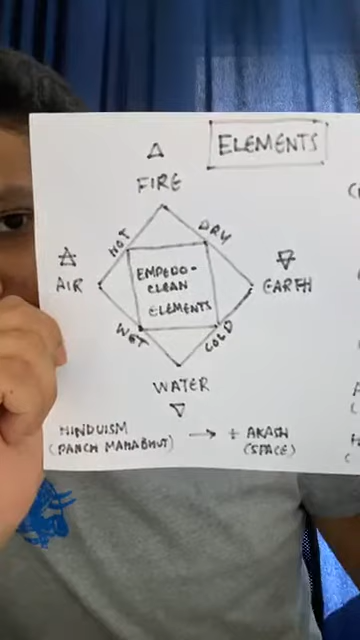 ELEMENTS
FIRE
HOT
DRY
EMPEDO-
CLEAN
ELEMENTS
AIR
EARTH
WET
COLD
WATER
HINDUISM
(PANCH MAHABHUT) → + AKASH
(SPACE)